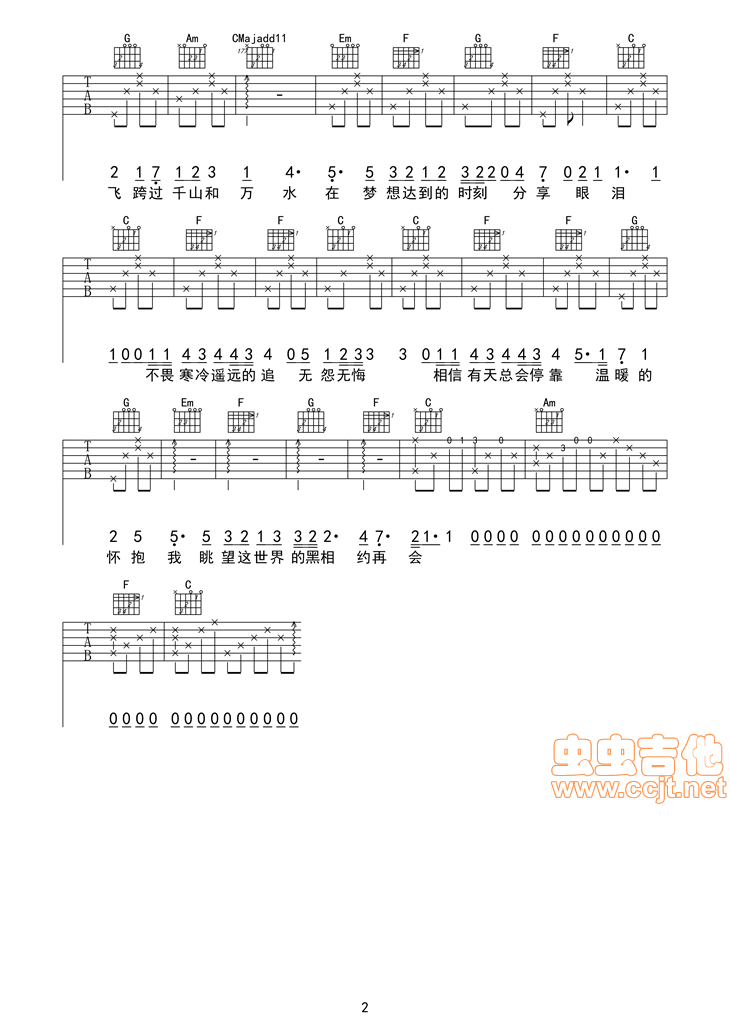 G Am CMajadd11 Em F G F C
T A B
2 1 7 1 2 3 1 4· 5· 5 3 2 1 2 3 2 2 0 4 7 0 2 1 1· 1
飞 跨过 千山和 万 水 在 梦 想达到的 时刻 分 享 眼 泪
C F F C C F F G
T A B
1 0 0 1 1 4 3 4 4 3 4 0 5 1 2 3 3 3 0 1 1 4 3 4 4 3 4 5· 1 7 1
不畏 寒冷遥远的 追 无 怨无悔 相信 有天总会停 靠 温 暖 的
G Em F G F C Am
T A B 0 1 3 0 3 0 0
2 5 5· 5 3 2 1 3 3 2 2· 4 7· 2 1· 1 0 0 0 0 0 0 0 0 0 0 0 0 0 0
怀 抱 我 眺 望这世界 的黑相 约再 会
F C
T A B
0 0 0 0 0 0 0 0 0 0 0 0 0 0
虫虫吉他
www.ccjt.net
2